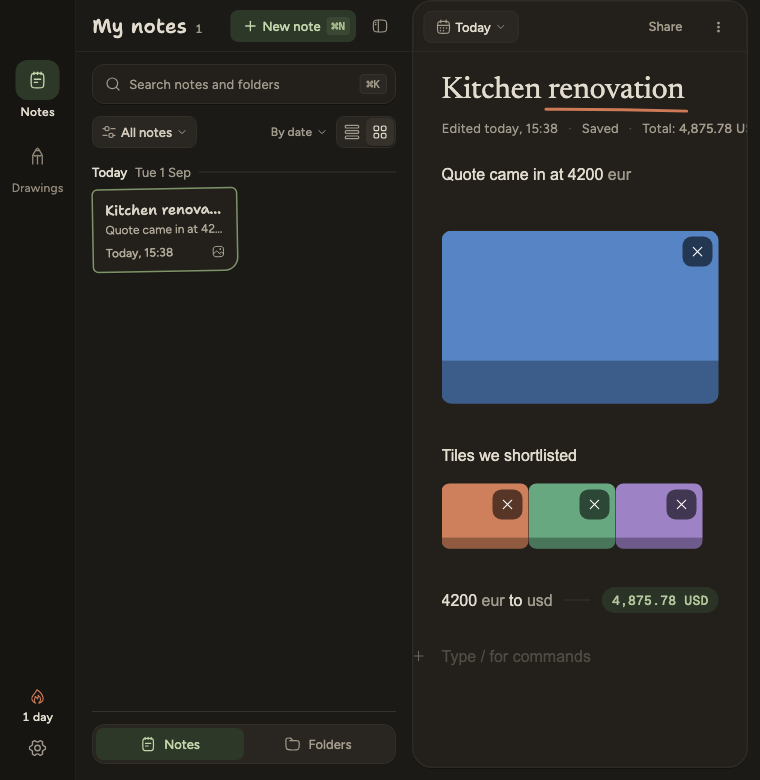 My notes 1
New note ⌘N
Today
Share
Notes
Drawings
Search notes and folders ⌘K
All notes
By date
Today Tue 1 Sep
Kitchen renova...
Quote came in at 42...
Today, 15:38
1 day
Notes
Folders
Kitchen renovation
Edited today, 15:38 · Saved · Total: 4,875.78 U
Quote came in at 4200 eur
Tiles we shortlisted
4200 eur to usd 4,875.78 USD
Type / for commands